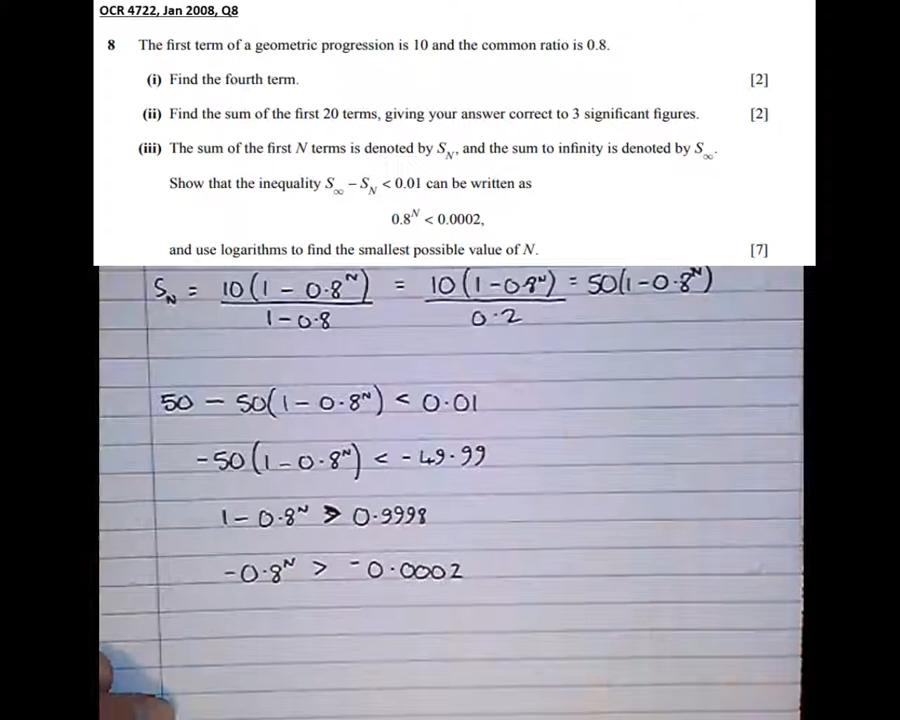 OCR 4722, Jan 2008, Q8
8 The first term of a geometric progression is 10 and the common ratio is 0.8.
(i) Find the fourth term. [2]
(ii) Find the sum of the first 20 terms, giving your answer correct to 3 significant figures. [2]
(iii) The sum of the first N terms is denoted by S_N, and the sum to infinity is denoted by S_∞.
Show that the inequality S_∞ − S_N < 0.01 can be written as
0.8^N < 0.0002,
and use logarithms to find the smallest possible value of N. [7]
S_N = 10(1 − 0.8^N)/(1 − 0.8) = 10(1 − 0.8^N)/0.2 = 50(1 − 0.8^N)
50 − 50(1 − 0.8^N) < 0.01
−50(1 − 0.8^N) < −49.99
1 − 0.8^N > 0.9998
−0.8^N > −0.0002